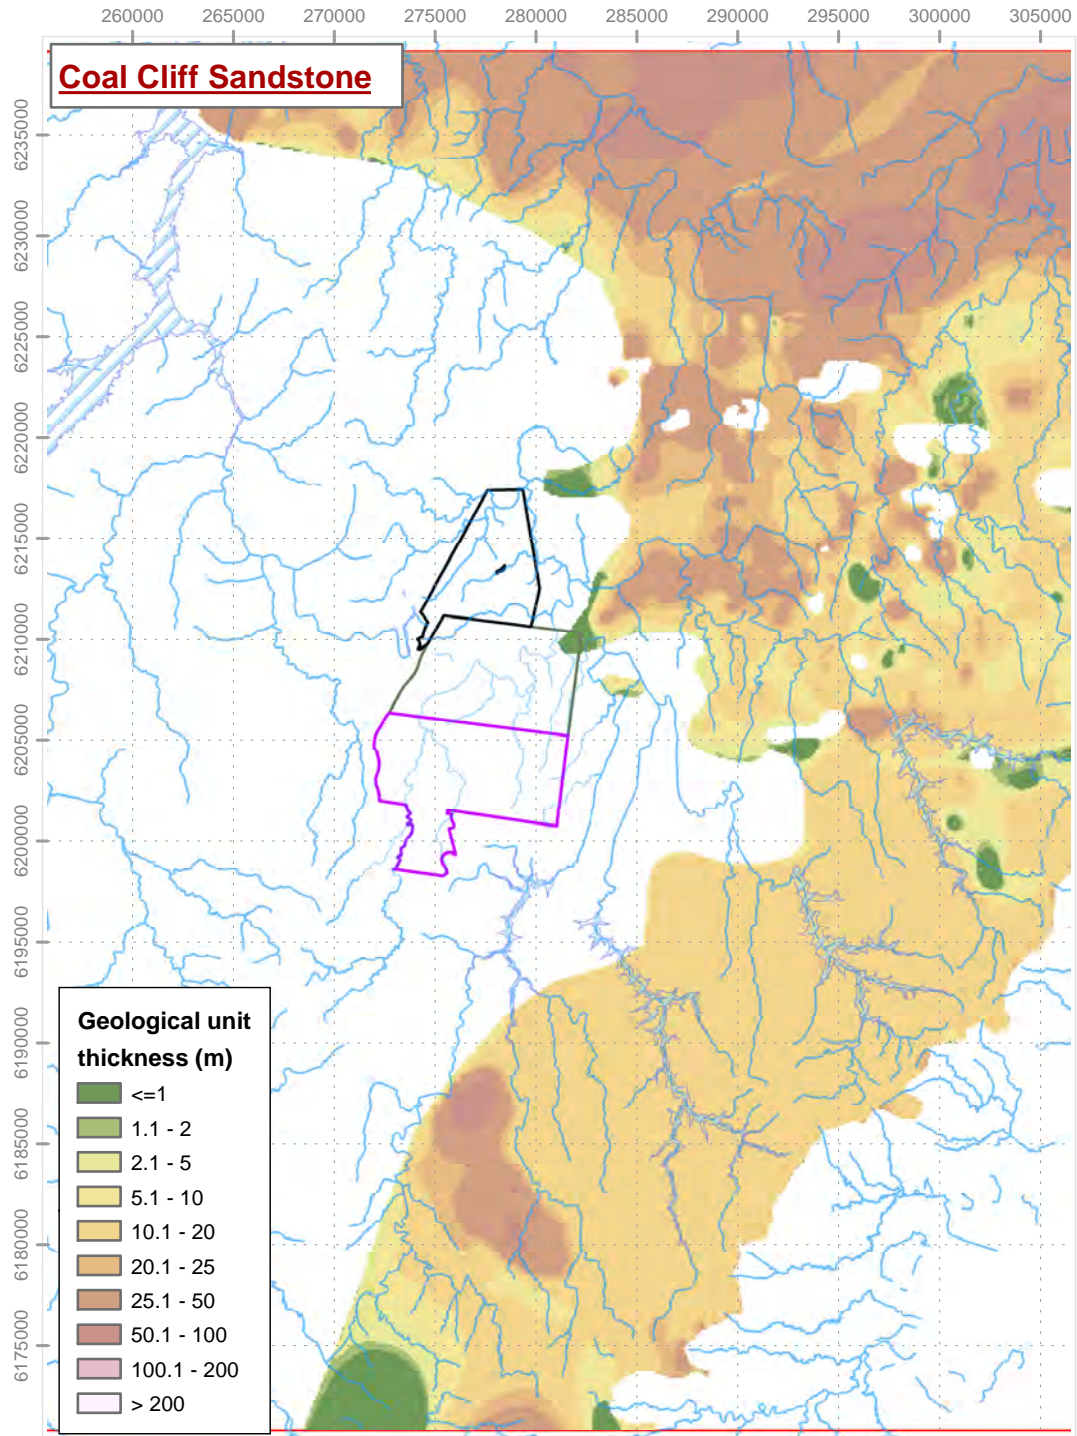 260000 265000 270000 275000 280000 285000 290000 295000 300000 305000
Coal Cliff Sandstone
6235000
6230000
6225000
6220000
6215000
6210000
6205000
6200000
6195000
6190000
6185000
6180000
6175000
Geological unit
thickness (m)
<=1
1.1 - 2
2.1 - 5
5.1 - 10
10.1 - 20
20.1 - 25
25.1 - 50
50.1 - 100
100.1 - 200
> 200